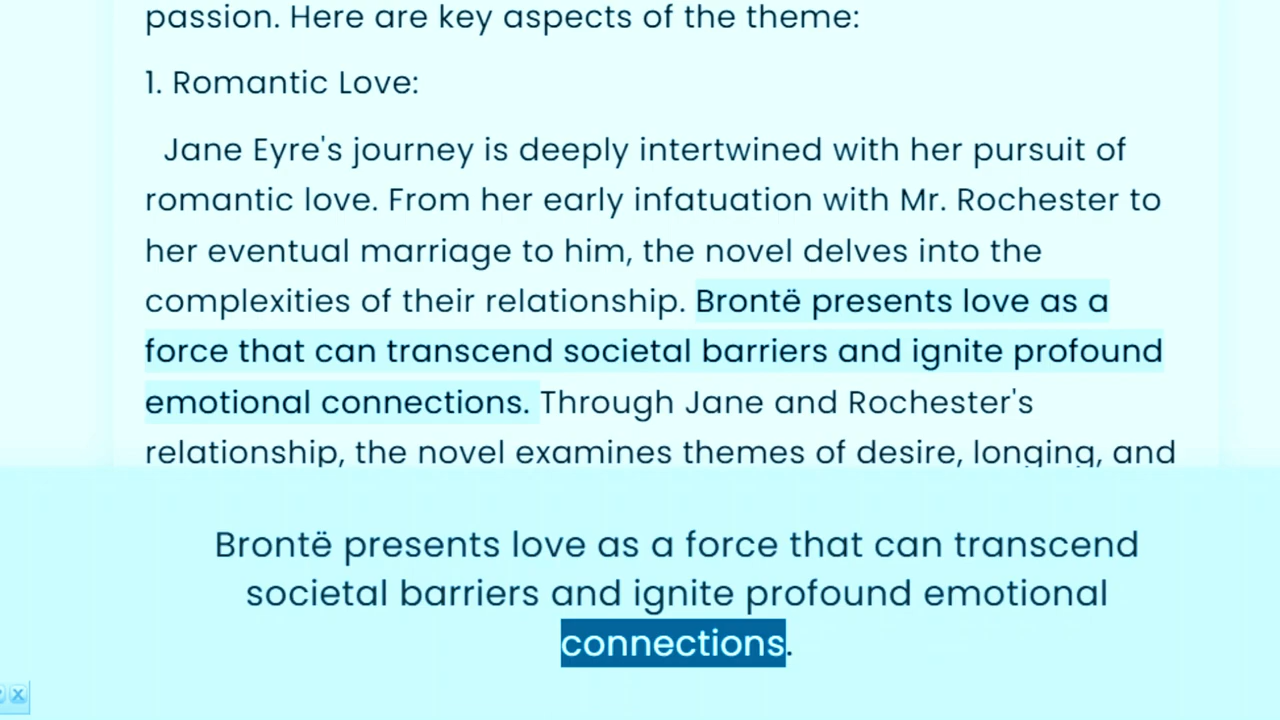 passion. Here are key aspects of the theme:
1. Romantic Love:
Jane Eyre's journey is deeply intertwined with her pursuit of
romantic love. From her early infatuation with Mr. Rochester to
her eventual marriage to him, the novel delves into the
complexities of their relationship. Brontë presents love as a
force that can transcend societal barriers and ignite profound
emotional connections. Through Jane and Rochester's
relationship, the novel examines themes of desire, longing, and
Brontë presents love as a force that can transcend
societal barriers and ignite profound emotional
connections.